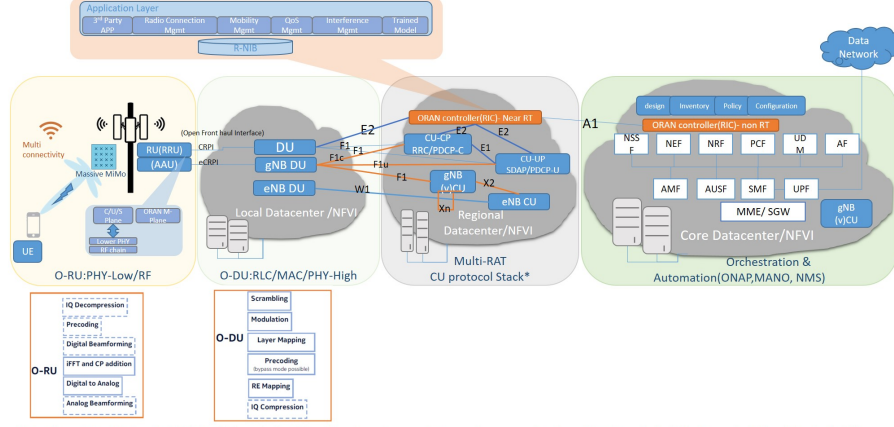 Application Layer
3rd Party
APP
Radio Connection
Mgmt
Mobility
Mgmt
QoS
Mgmt
Interference
Mgmt
Trained
Model
R-NIB
Data
Network
Multi
connectivity
Massive MiMo
UE
RU(RRU)
(AAU)
(Open Front haul Interface)
CRPI
eCRPI
C/U/S
Plane
ORAN M-
Plane
Lower PHY
RF chain
O-RU:PHY-Low/RF
DU
gNB DU
eNB DU
Local Datacenter /NFVI
O-DU:RLC/MAC/PHY-High
E2
F1
F1
F1c
F1u
F1
W1
ORAN controller(RIC)- Near RT
E2
E2
CU-CP
RRC/PDCP-C
E1
CU-UP
SDAP/PDCP-U
gNB
(v)CU
X2
Xn
eNB CU
Regional
Datacenter/NFVI
Multi-RAT
CU protocol Stack*
A1
design
Inventory
Policy
Configuration
ORAN controller(RIC)- non RT
NSS
F
NEF
NRF
PCF
UD
M
AF
AMF
AUSF
SMF
UPF
MME/ SGW
gNB
(v)CU
Core Datacenter/NFVI
Orchestration &
Automation(ONAP,MANO, NMS)
O-RU
IQ Decompression
Precoding
Digital Beamforming
iFFT and CP addition
Digital to Analog
Analog Beamforming
O-DU
Scrambling
Modulation
Layer Mapping
Precoding
(bypass mode possible)
RE Mapping
IQ Compression